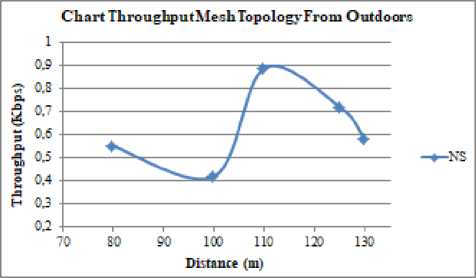 Chart Throughput Mesh Topology From Outdoors
Throughput (Kbps)
1
0,9
0,8
0,7
0,6
0,5
0,4
0,3
0,2
70 80 90 100 110 120 130
Distance (m)
NS